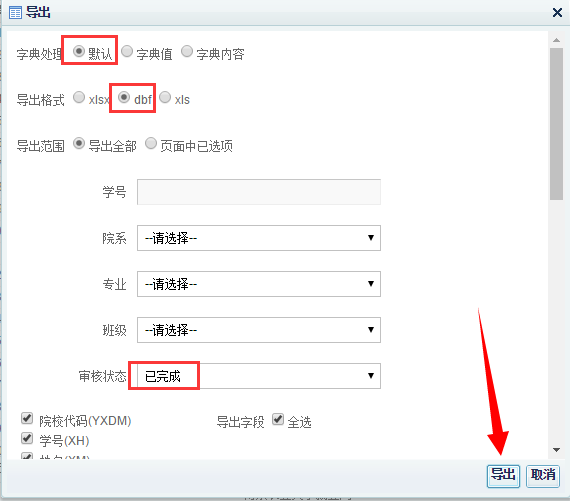 导出
字典处理 默认 字典值 字典内容
导出格式 xlsx dbf xls
导出范围 导出全部 页面中已选项
学号
院系 --请选择--
专业 --请选择--
班级 --请选择--
审核状态 已完成
院校代码(YXDM) 导出字段 全选
学号(XH)
姓名(XM)
导出 取消